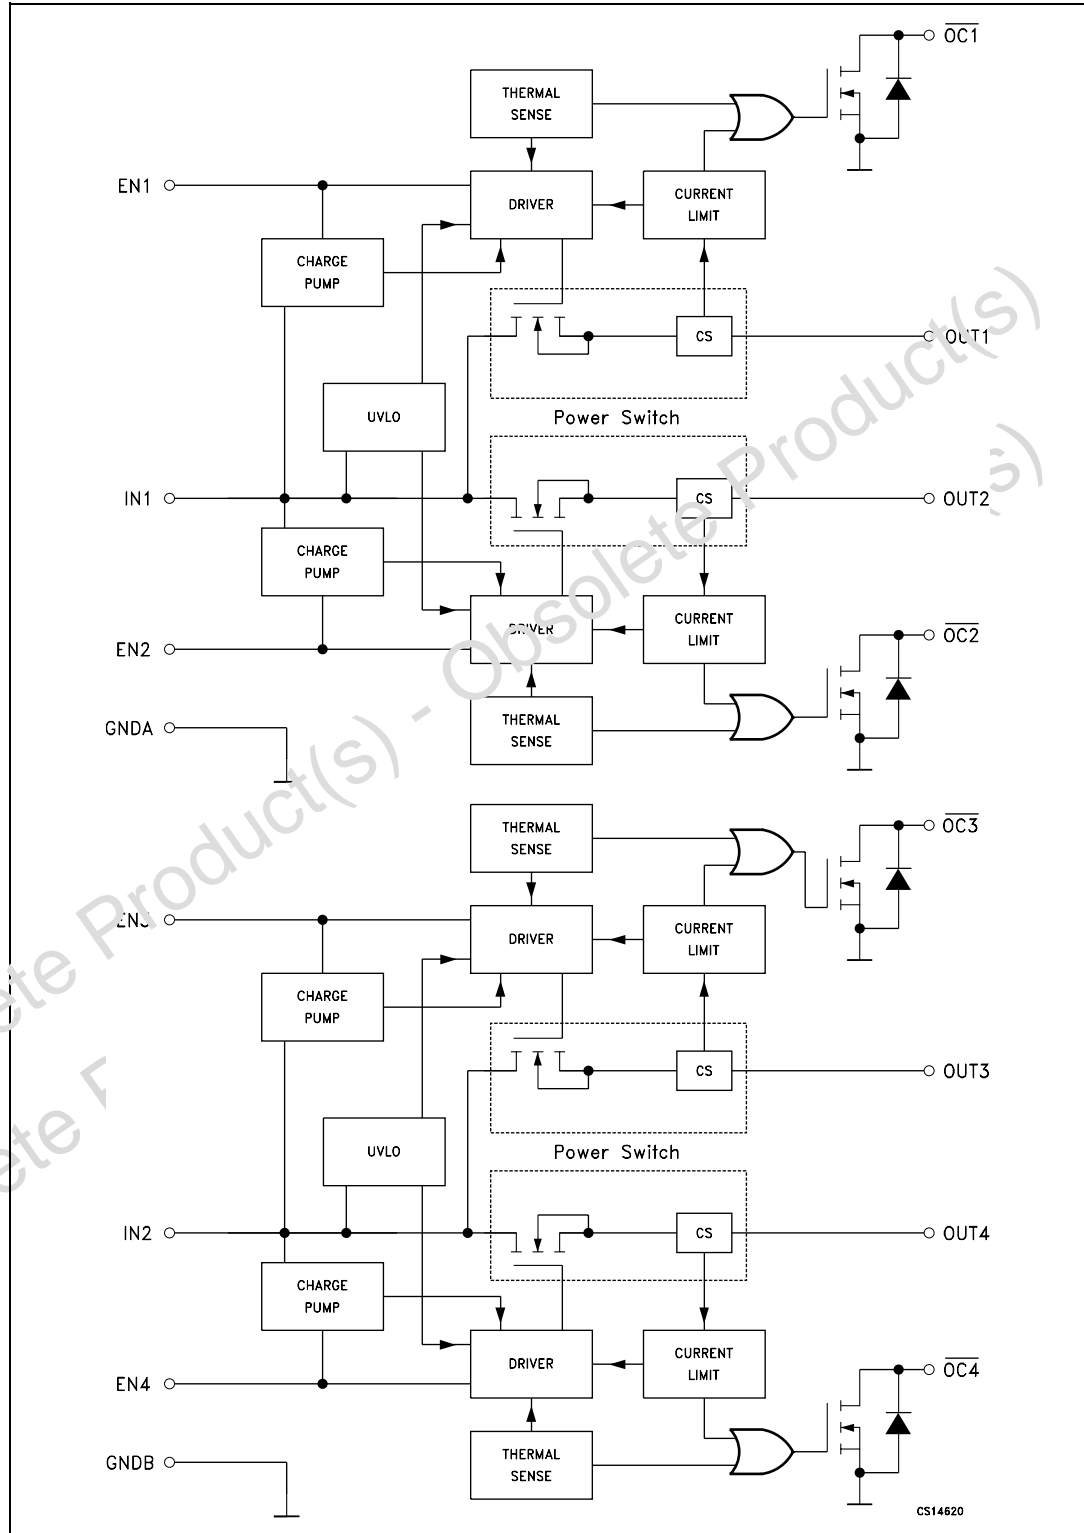 OC1
THERMAL
SENSE
EN1
DRIVER
CURRENT
LIMIT
CHARGE
PUMP
CS
OUT1
UVLO
Power Switch
IN1
CS
OUT2
CHARGE
PUMP
DRIVER
CURRENT
LIMIT
EN2
OC2
THERMAL
SENSE
GNDA
THERMAL
SENSE
OC3
EN3
DRIVER
CURRENT
LIMIT
CHARGE
PUMP
CS
OUT3
UVLO
Power Switch
IN2
CS
OUT4
CHARGE
PUMP
DRIVER
CURRENT
LIMIT
EN4
OC4
THERMAL
SENSE
GNDB
CS14620
Obsolete Product(s) - Obsolete Product(s)